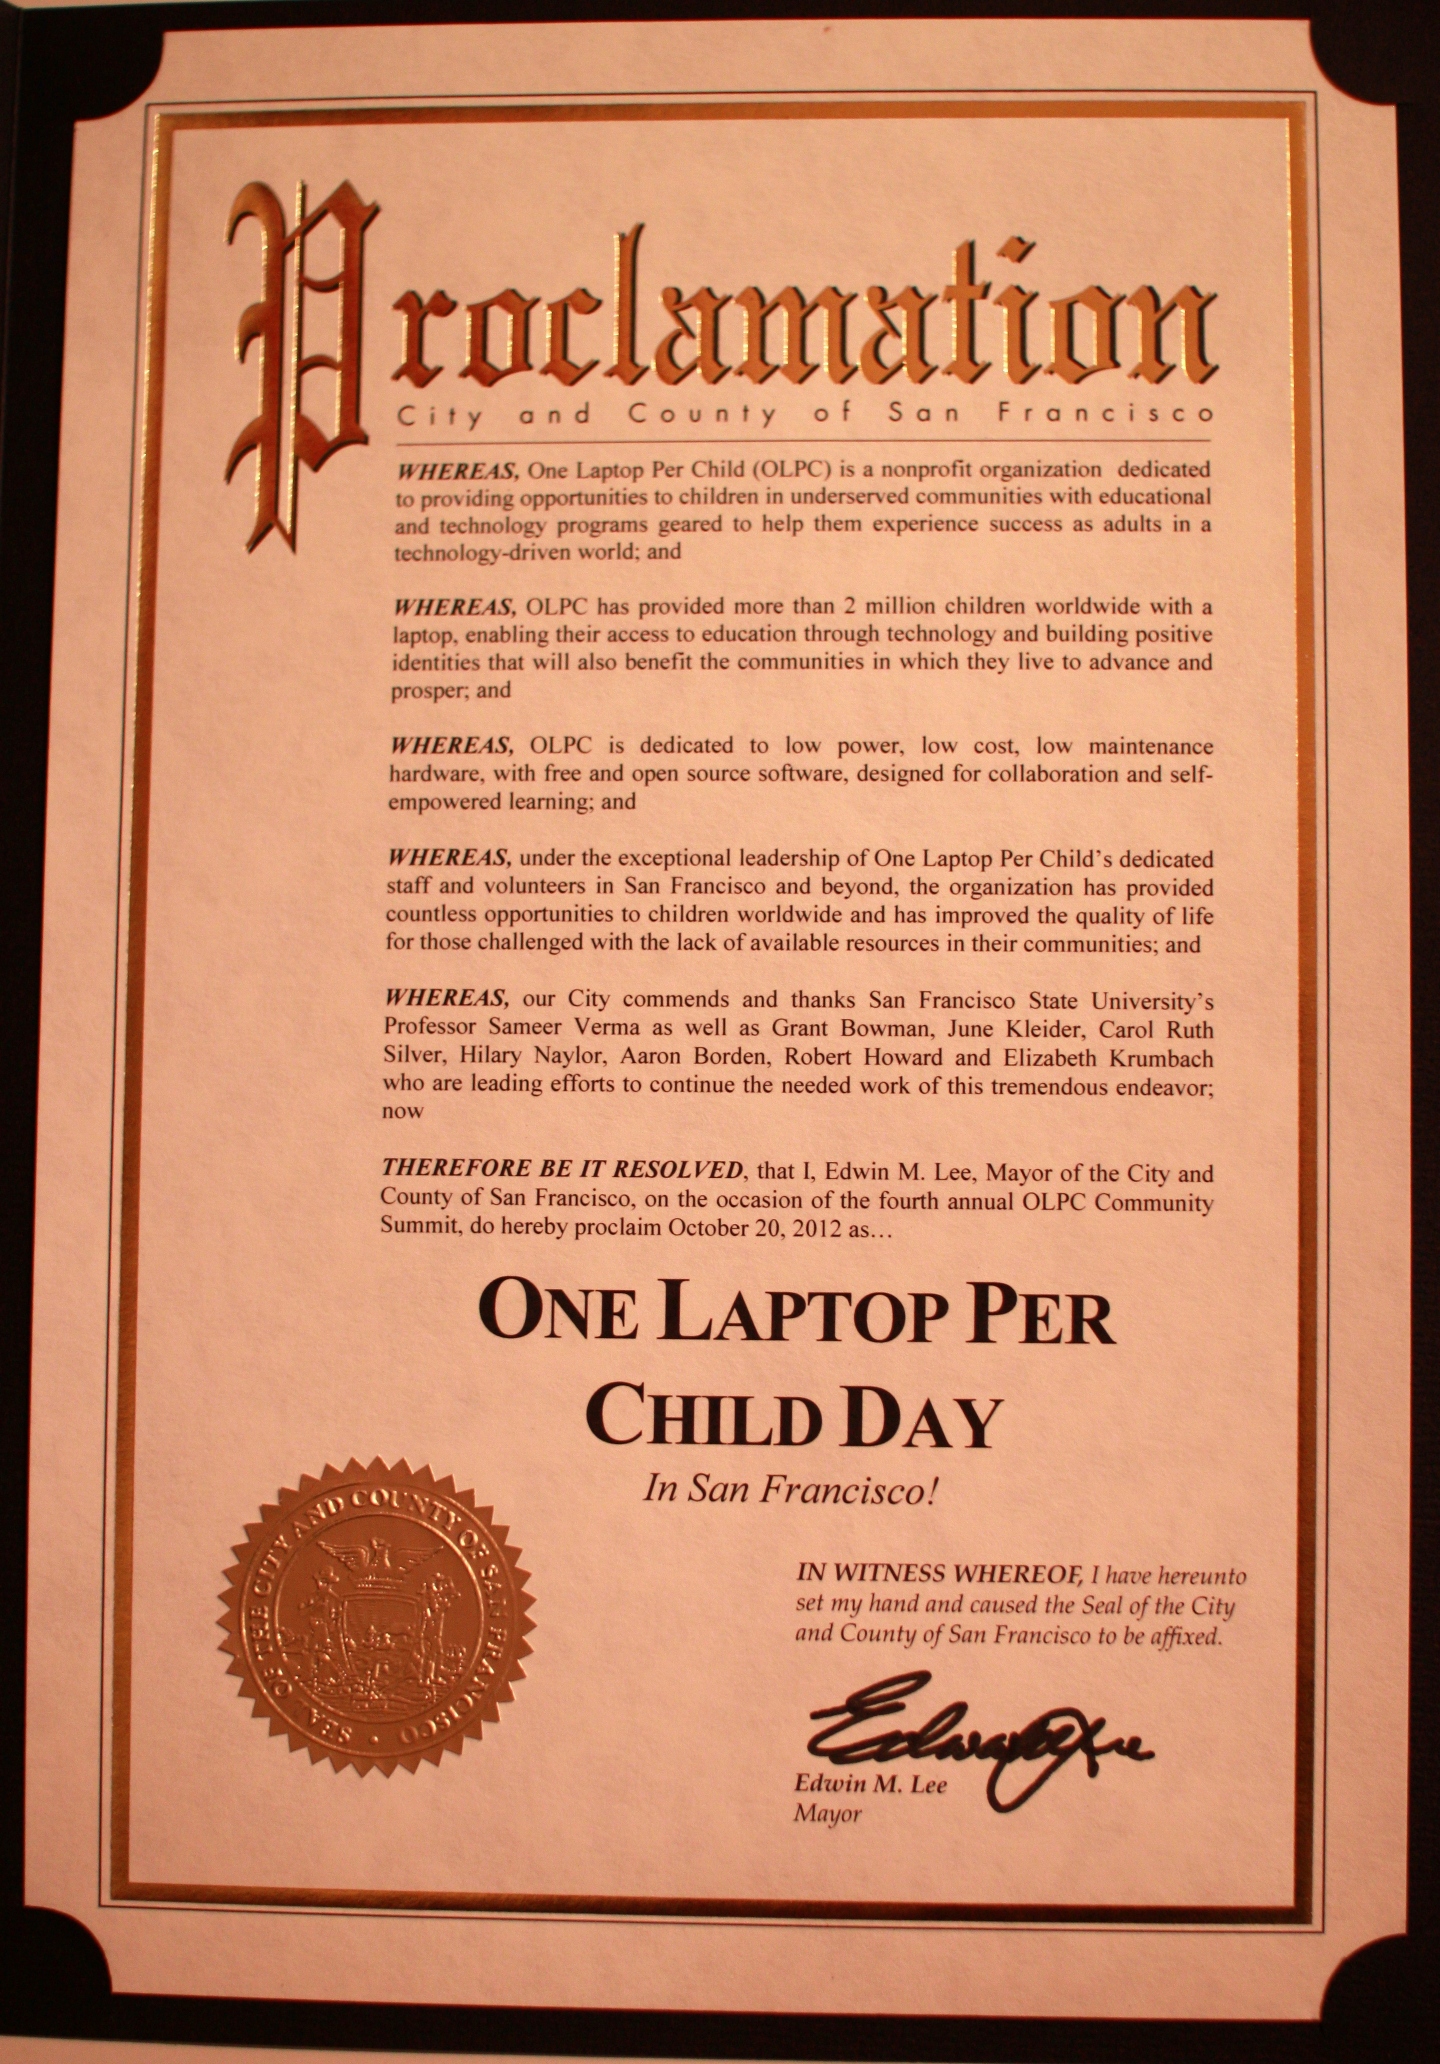 Proclamation
City and County of San Francisco
WHEREAS, One Laptop Per Child (OLPC) is a nonprofit organization dedicated
to providing opportunities to children in underserved communities with educational
and technology programs geared to help them experience success as adults in a
technology-driven world; and
WHEREAS, OLPC has provided more than 2 million children worldwide with a
laptop, enabling their access to education through technology and building positive
identities that will also benefit the communities in which they live to advance and
prosper; and
WHEREAS, OLPC is dedicated to low power, low cost, low maintenance
hardware, with free and open source software, designed for collaboration and self-
empowered learning; and
WHEREAS, under the exceptional leadership of One Laptop Per Child's dedicated
staff and volunteers in San Francisco and beyond, the organization has provided
countless opportunities to children worldwide and has improved the quality of life
for those challenged with the lack of available resources in their communities; and
WHEREAS, our City commends and thanks San Francisco State University's
Professor Sameer Verma as well as Grant Bowman, June Kleider, Carol Ruth
Silver, Hilary Naylor, Aaron Borden, Robert Howard and Elizabeth Krumbach
who are leading efforts to continue the needed work of this tremendous endeavor;
now
THEREFORE BE IT RESOLVED, that I, Edwin M. Lee, Mayor of the City and
County of San Francisco, on the occasion of the fourth annual OLPC Community
Summit, do hereby proclaim October 20, 2012 as…
ONE LAPTOP PER
CHILD DAY
In San Francisco!
SEAL OF THE CITY AND COUNTY OF SAN FRANCISCO
IN WITNESS WHEREOF, I have hereunto
set my hand and caused the Seal of the City
and County of San Francisco to be affixed.
Edwin M. Lee
Mayor